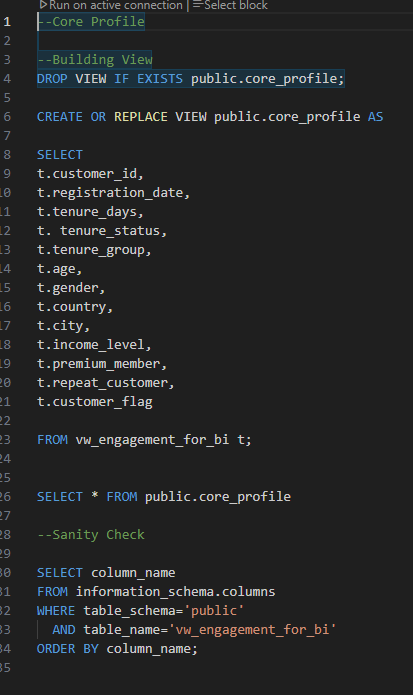 ▷Run on active connection | ≡Select block
1 --Core Profile
2
3 --Building View
4 DROP VIEW IF EXISTS public.core_profile;
5
6 CREATE OR REPLACE VIEW public.core_profile AS
7
8 SELECT
9 t.customer_id,
10 t.registration_date,
11 t.tenure_days,
12 t. tenure_status,
13 t.tenure_group,
14 t.age,
15 t.gender,
16 t.country,
17 t.city,
18 t.income_level,
19 t.premium_member,
20 t.repeat_customer,
21 t.customer_flag
22
23 FROM vw_engagement_for_bi t;
24
25
26 SELECT * FROM public.core_profile
27
28 --Sanity Check
29
30 SELECT column_name
31 FROM information_schema.columns
32 WHERE table_schema='public'
33   AND table_name='vw_engagement_for_bi'
34 ORDER BY column_name;
35